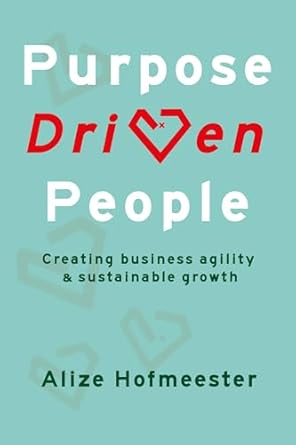 Purpose
Driven
People
Creating business agility
& sustainable growth
Alize Hofmeester